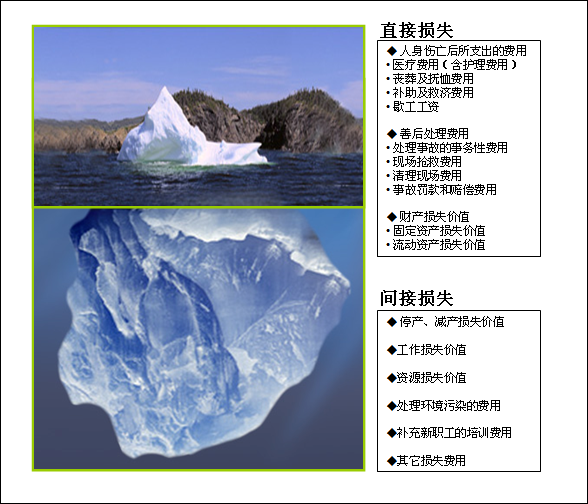 直接损失
◆ 人身伤亡后所支出的费用
• 医疗费用（含护理费用）
• 丧葬及抚恤费用
• 补助及救济费用
• 歇工工资
◆ 善后处理费用
• 处理事故的事务性费用
• 现场抢救费用
• 清理现场费用
• 事故罚款和赔偿费用
◆ 财产损失价值
• 固定资产损失价值
• 流动资产损失价值
间接损失
◆ 停产、减产损失价值
◆工作损失价值
◆资源损失价值
◆处理环境污染的费用
◆补充新职工的培训费用
◆其它损失费用